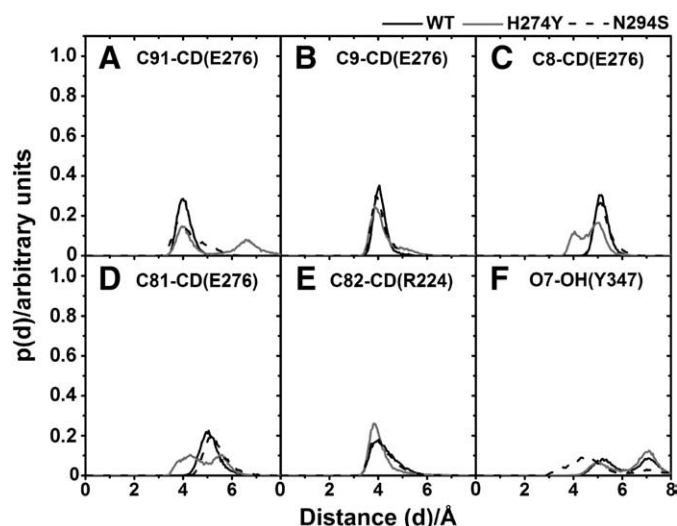 WT H274Y N294S
A C91-CD(E276) B C9-CD(E276) C C8-CD(E276)
1.0
0.8
0.6
0.4
0.2
0.0
D C81-CD(E276) E C82-CD(R224) F O7-OH(Y347)
1.0
0.8
0.6
0.4
0.2
0.0
p(d)/arbitrary units
0 2 4 6 0 2 4 6 0 2 4 6 8
Distance (d)/Å